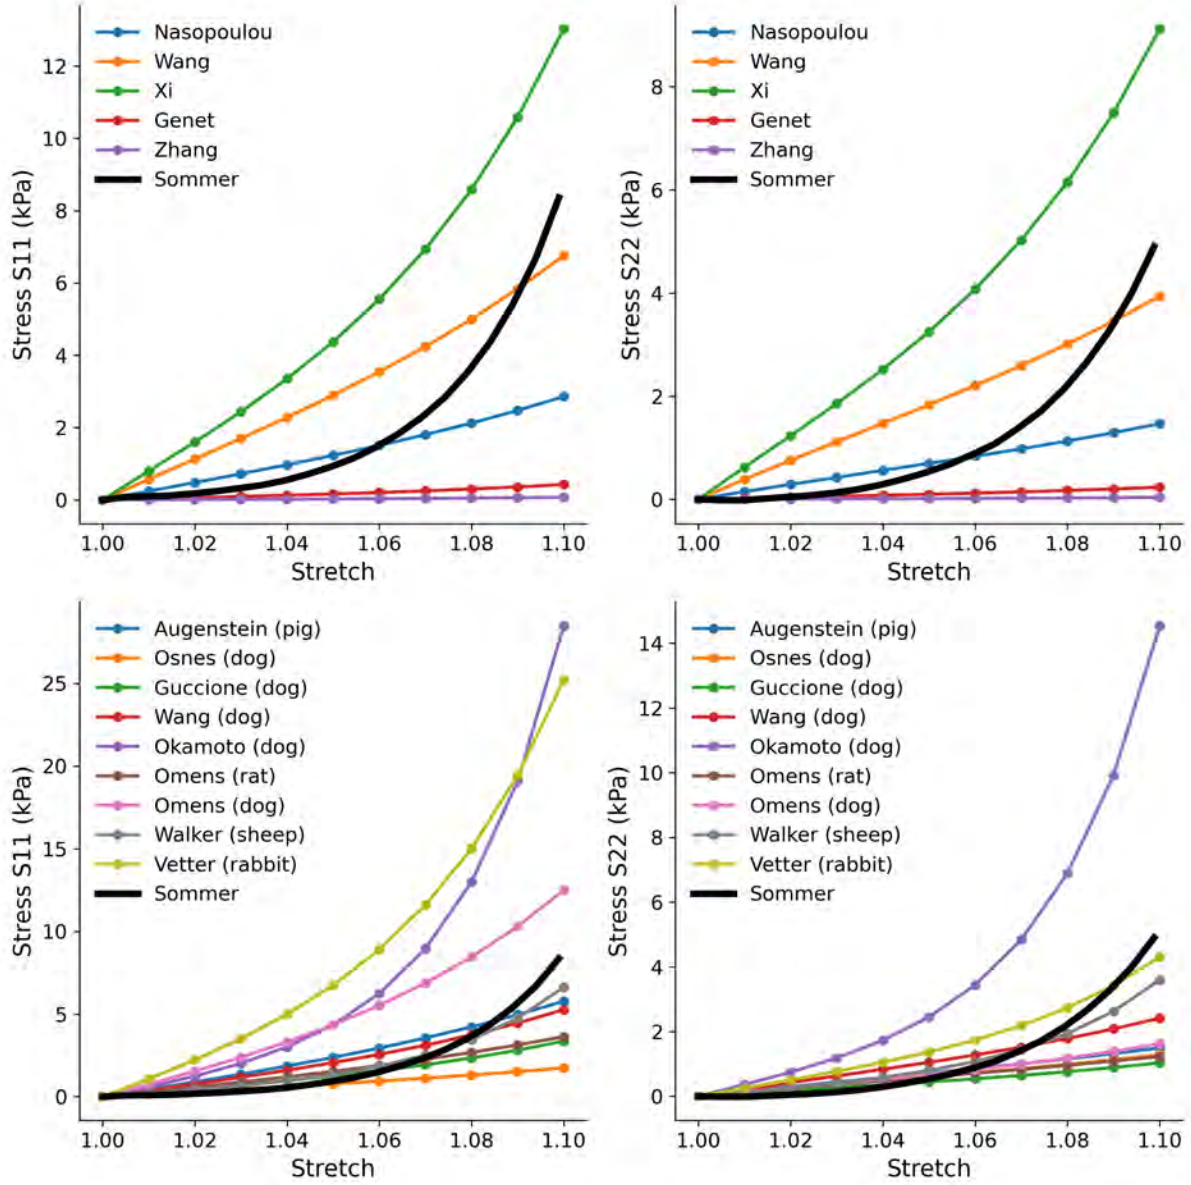 Nasopoulou
Wang
Xi
Genet
Zhang
Sommer
Stress S11 (kPa)
12
10
8
6
4
2
0
1.00 1.02 1.04 1.06 1.08 1.10
Stretch
Nasopoulou
Wang
Xi
Genet
Zhang
Sommer
Stress S22 (kPa)
8
6
4
2
0
1.00 1.02 1.04 1.06 1.08 1.10
Stretch
Augenstein (pig)
Osnes (dog)
Guccione (dog)
Wang (dog)
Okamoto (dog)
Omens (rat)
Omens (dog)
Walker (sheep)
Vetter (rabbit)
Sommer
Stress S11 (kPa)
25
20
15
10
5
0
1.00 1.02 1.04 1.06 1.08 1.10
Stretch
Augenstein (pig)
Osnes (dog)
Guccione (dog)
Wang (dog)
Okamoto (dog)
Omens (rat)
Omens (dog)
Walker (sheep)
Vetter (rabbit)
Sommer
Stress S22 (kPa)
14
12
10
8
6
4
2
0
1.00 1.02 1.04 1.06 1.08 1.10
Stretch